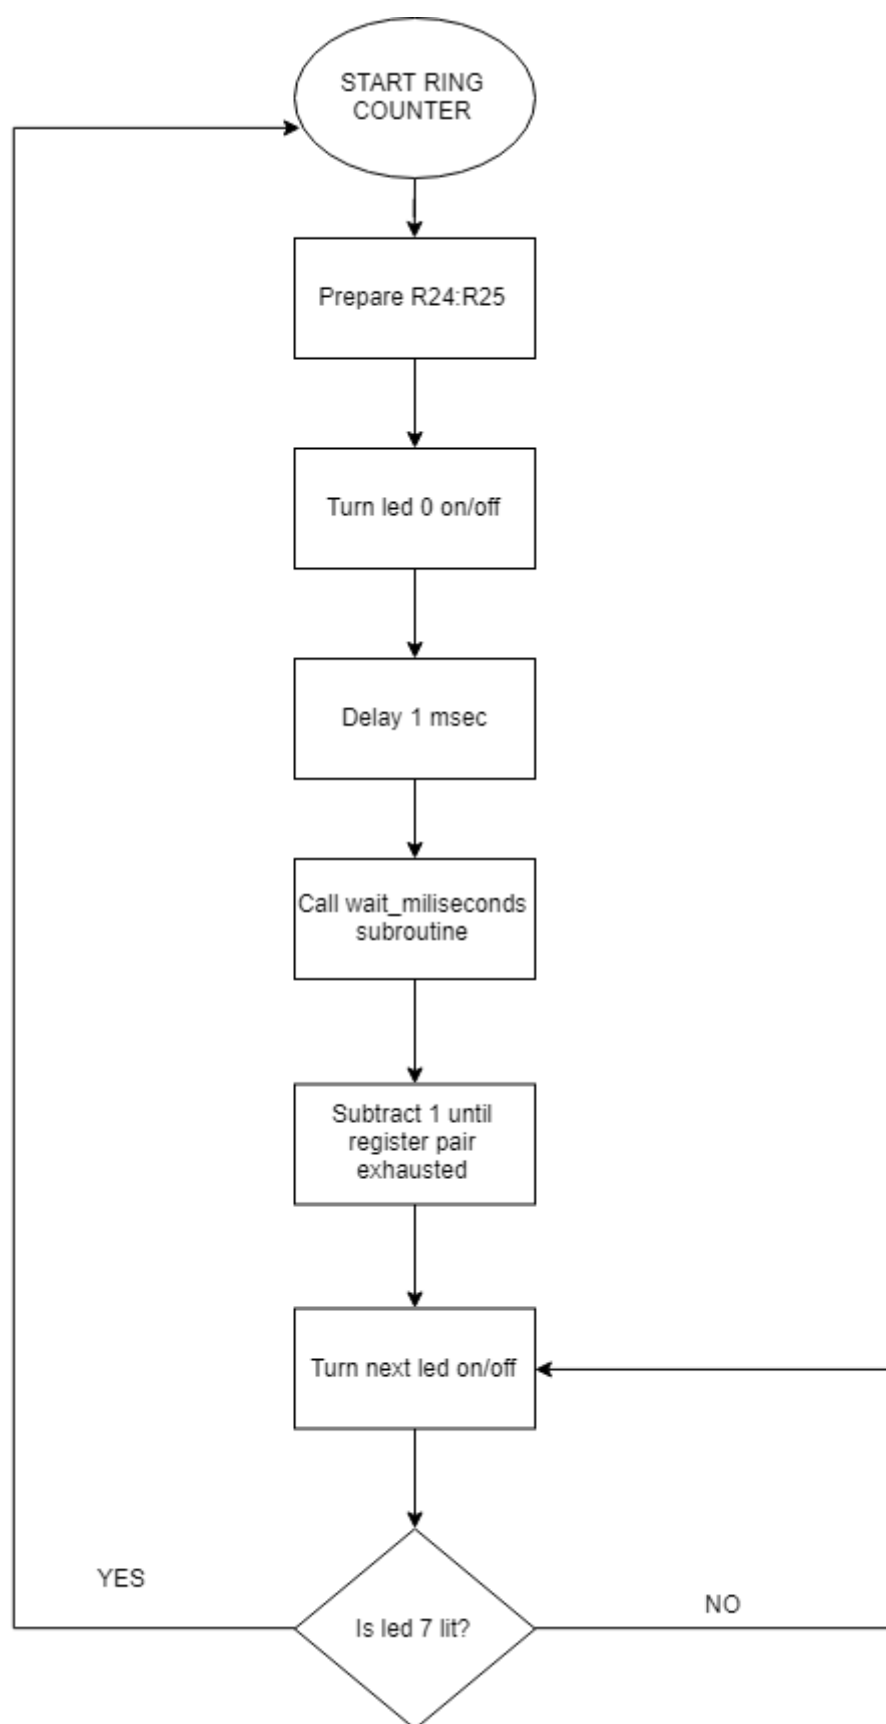 START RING
COUNTER
Prepare R24:R25
Turn led 0 on/off
Delay 1 msec
Call wait_miliseconds
subroutine
Subtract 1 until
register pair
exhausted
Turn next led on/off
YES
Is led 7 lit?
NO